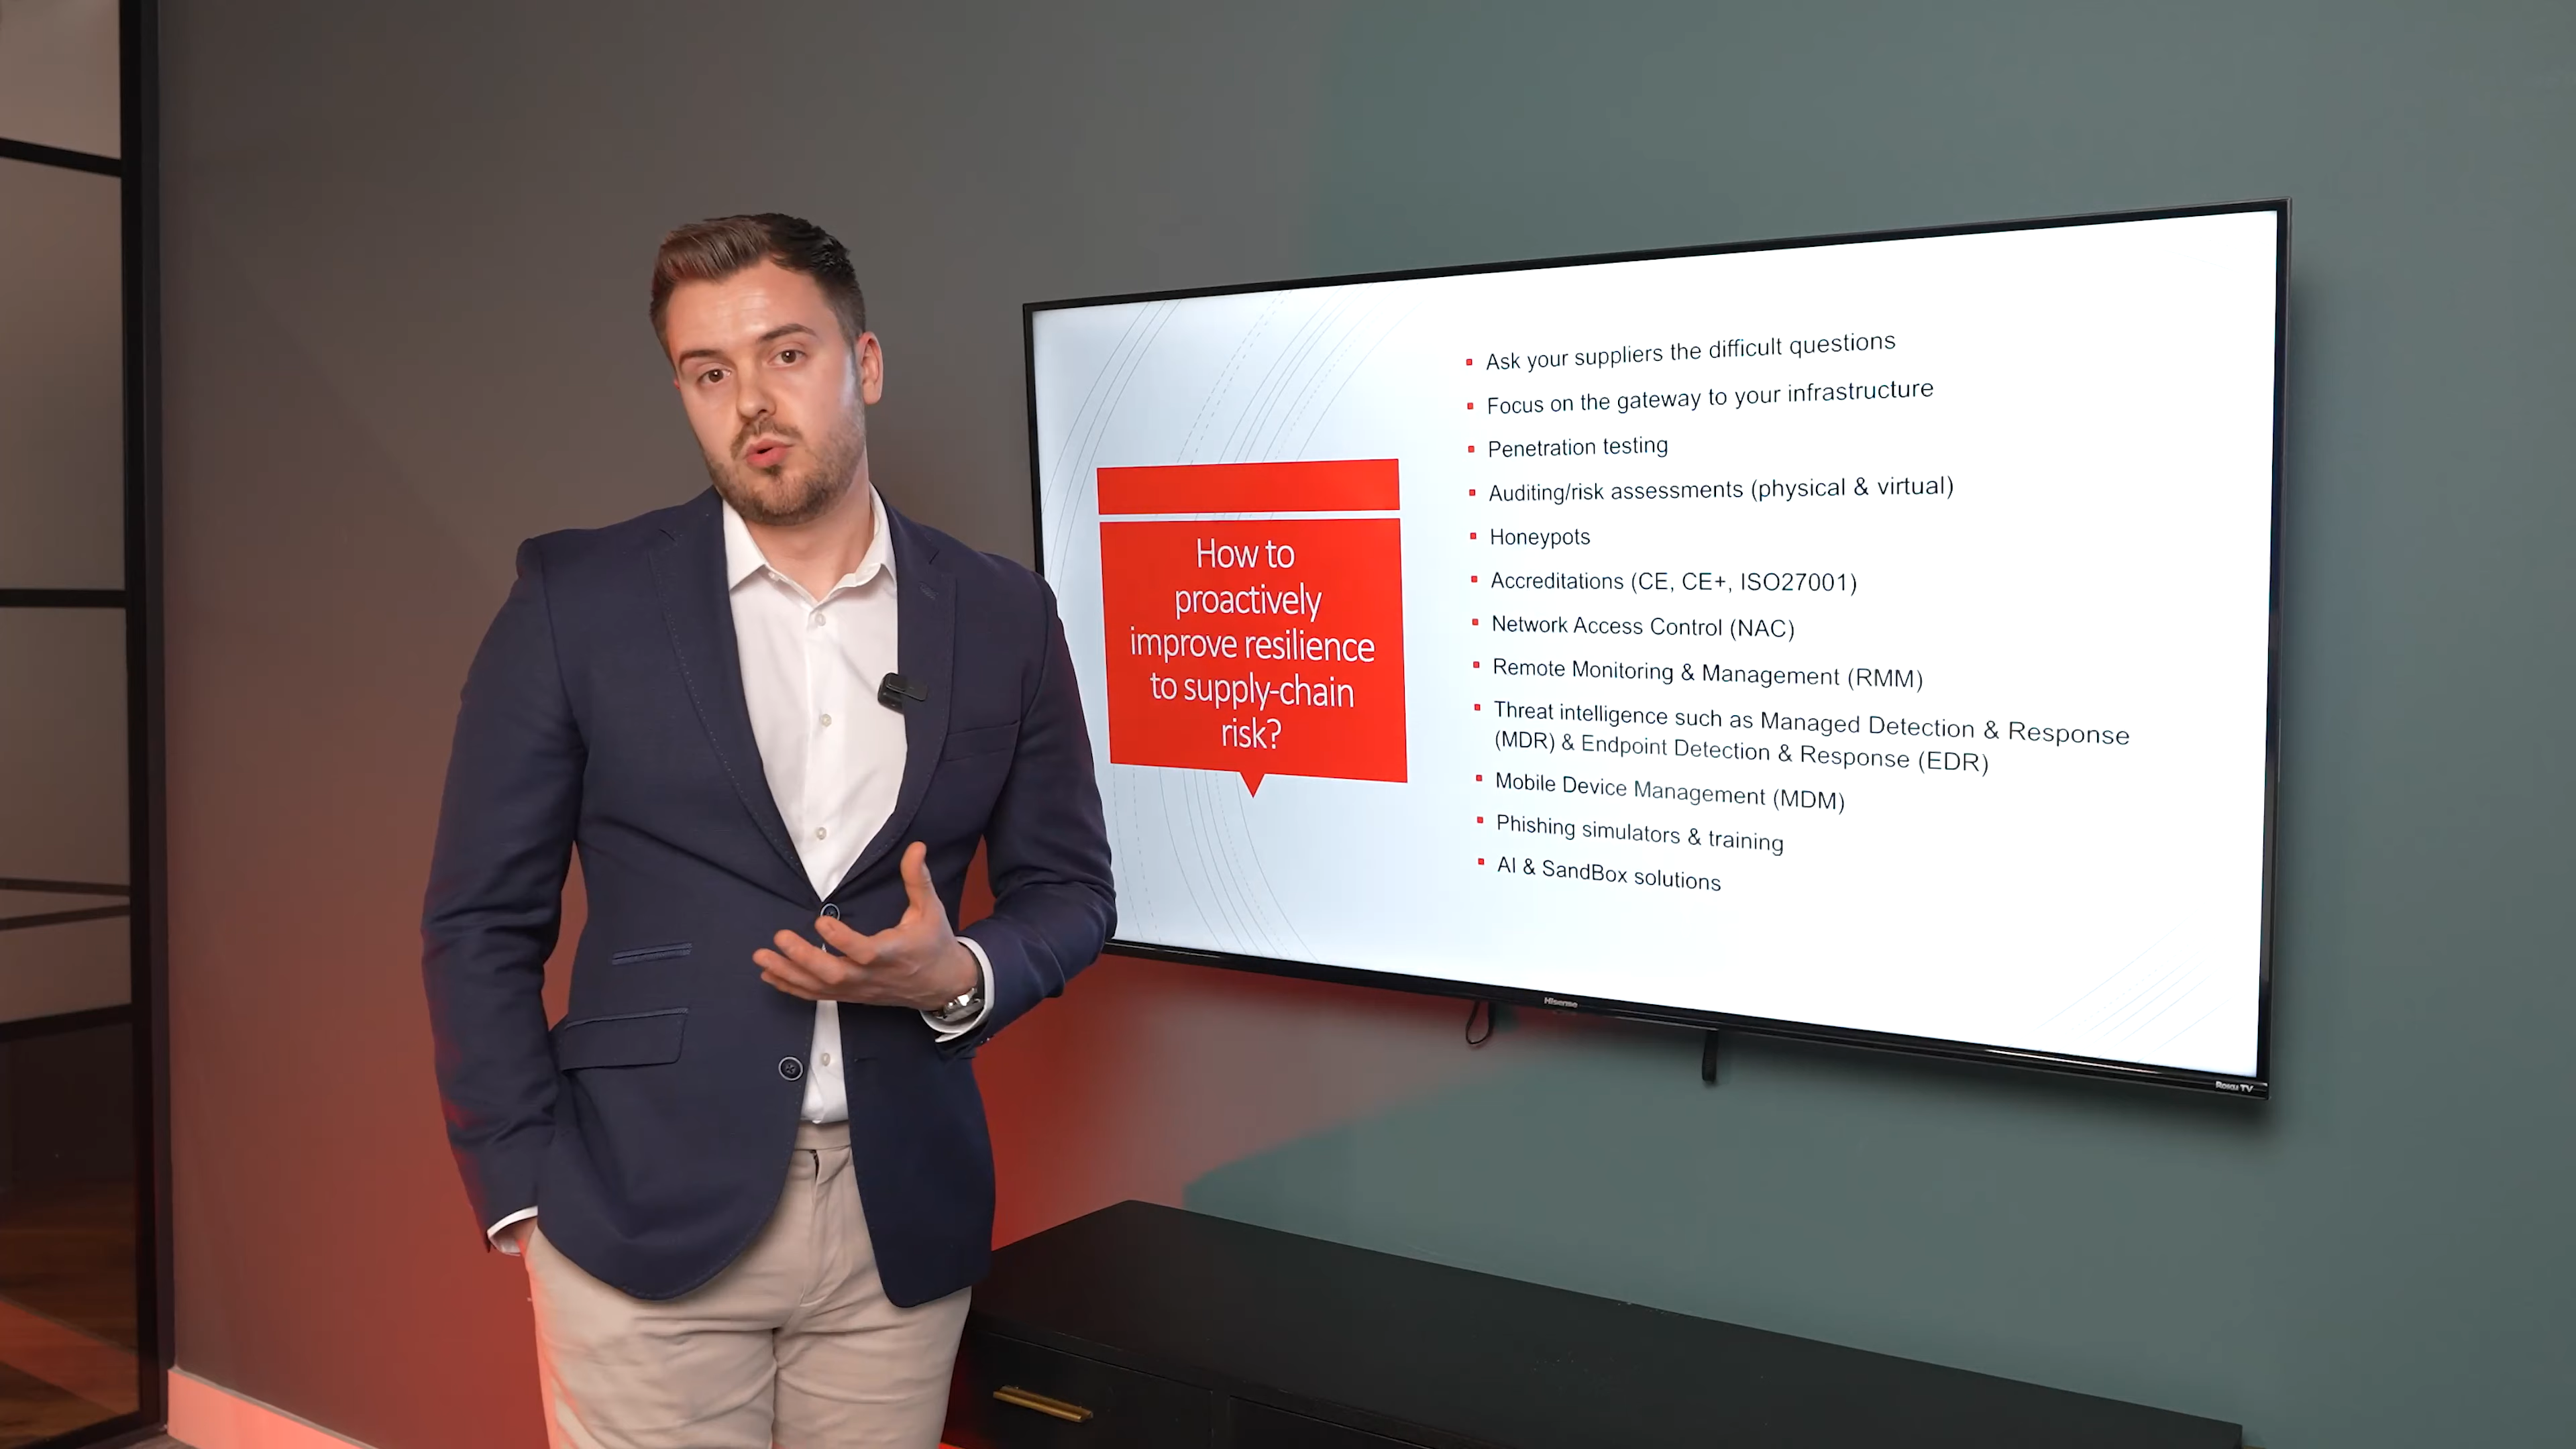 How to
proactively
improve resilience
to supply-chain
risk?
Ask your suppliers the difficult questions
Focus on the gateway to your infrastructure
Penetration testing
Auditing/risk assessments (physical & virtual)
Honeypots
Accreditations (CE, CE+, ISO27001)
Network Access Control (NAC)
Remote Monitoring & Management (RMM)
Threat intelligence such as Managed Detection & Response
(MDR) & Endpoint Detection & Response (EDR)
Mobile Device Management (MDM)
Phishing simulators & training
AI & SandBox solutions
Hisense
Roku TV